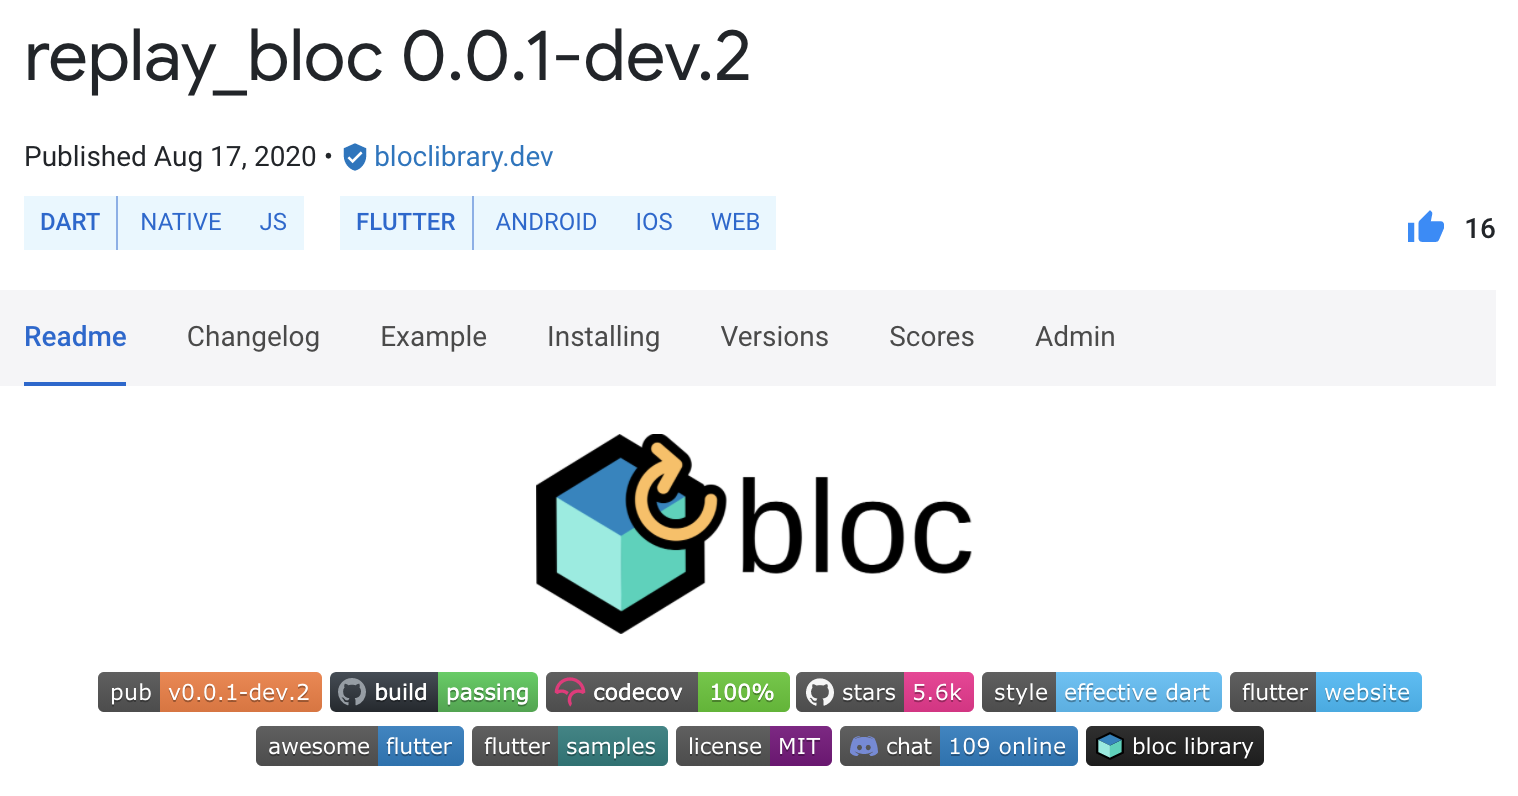 replay_bloc 0.0.1-dev.2
Published Aug 17, 2020 • bloclibrary.dev
DART NATIVE JS FLUTTER ANDROID IOS WEB 16
Readme Changelog Example Installing Versions Scores Admin
bloc
pub v0.0.1-dev.2 build passing codecov 100% stars 5.6k style effective dart flutter website
awesome flutter flutter samples license MIT chat 109 online bloc library